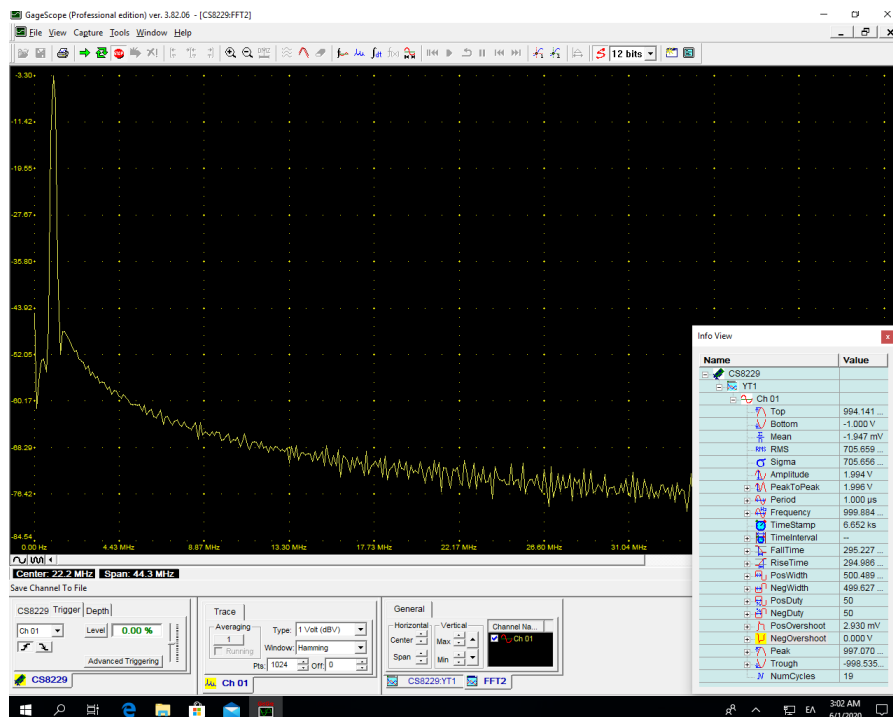 GageScope (Professional edition) ver. 3.82.06 - [CS8229:FFT2]
File View Capture Tools Window Help
12 bits
-3.30
-11.42
-19.55
-27.67
-35.80
-43.92
-52.05
-60.17
-68.29
-76.42
-84.54
0.00 Hz 4.43 MHz 8.87 MHz 13.30 MHz 17.73 MHz 22.17 MHz 26.60 MHz 31.04 MHz
Center: 22.2 MHz Span: 44.3 MHz
Save Channel To File
CS8229 Trigger Depth
Ch 01 Level 0.00 %
Advanced Triggering
CS8229
Trace
Averaging
1
Running
Type: 1 Volt (dBV)
Window: Hamming
Pts: 1024 Off: 0
Ch 01
General
Horizontal Vertical
Center Max
Span Min
Channel Na...
Ch 01
CS8229:YT1 FFT2
Info View
Name Value
CS8229
YT1
Ch 01
Top 994.141 ...
Bottom -1.000 V
Mean -1.947 mV
RMS 705.659 ...
Sigma 705.656 ...
Amplitude 1.994 V
PeakToPeak 1.996 V
Period 1.000 µs
Frequency 999.884 ...
TimeStamp 6.652 ks
TimeInterval --
FallTime 295.227 ...
RiseTime 294.986 ...
PosWidth 500.489 ...
NegWidth 499.627 ...
PosDuty 50
NegDuty 50
PosOvershoot 2.930 mV
NegOvershoot 0.000 V
Peak 997.070 ...
Trough -998.535...
NumCycles 19
ΕΛ
3:02 AM
6/1/2020